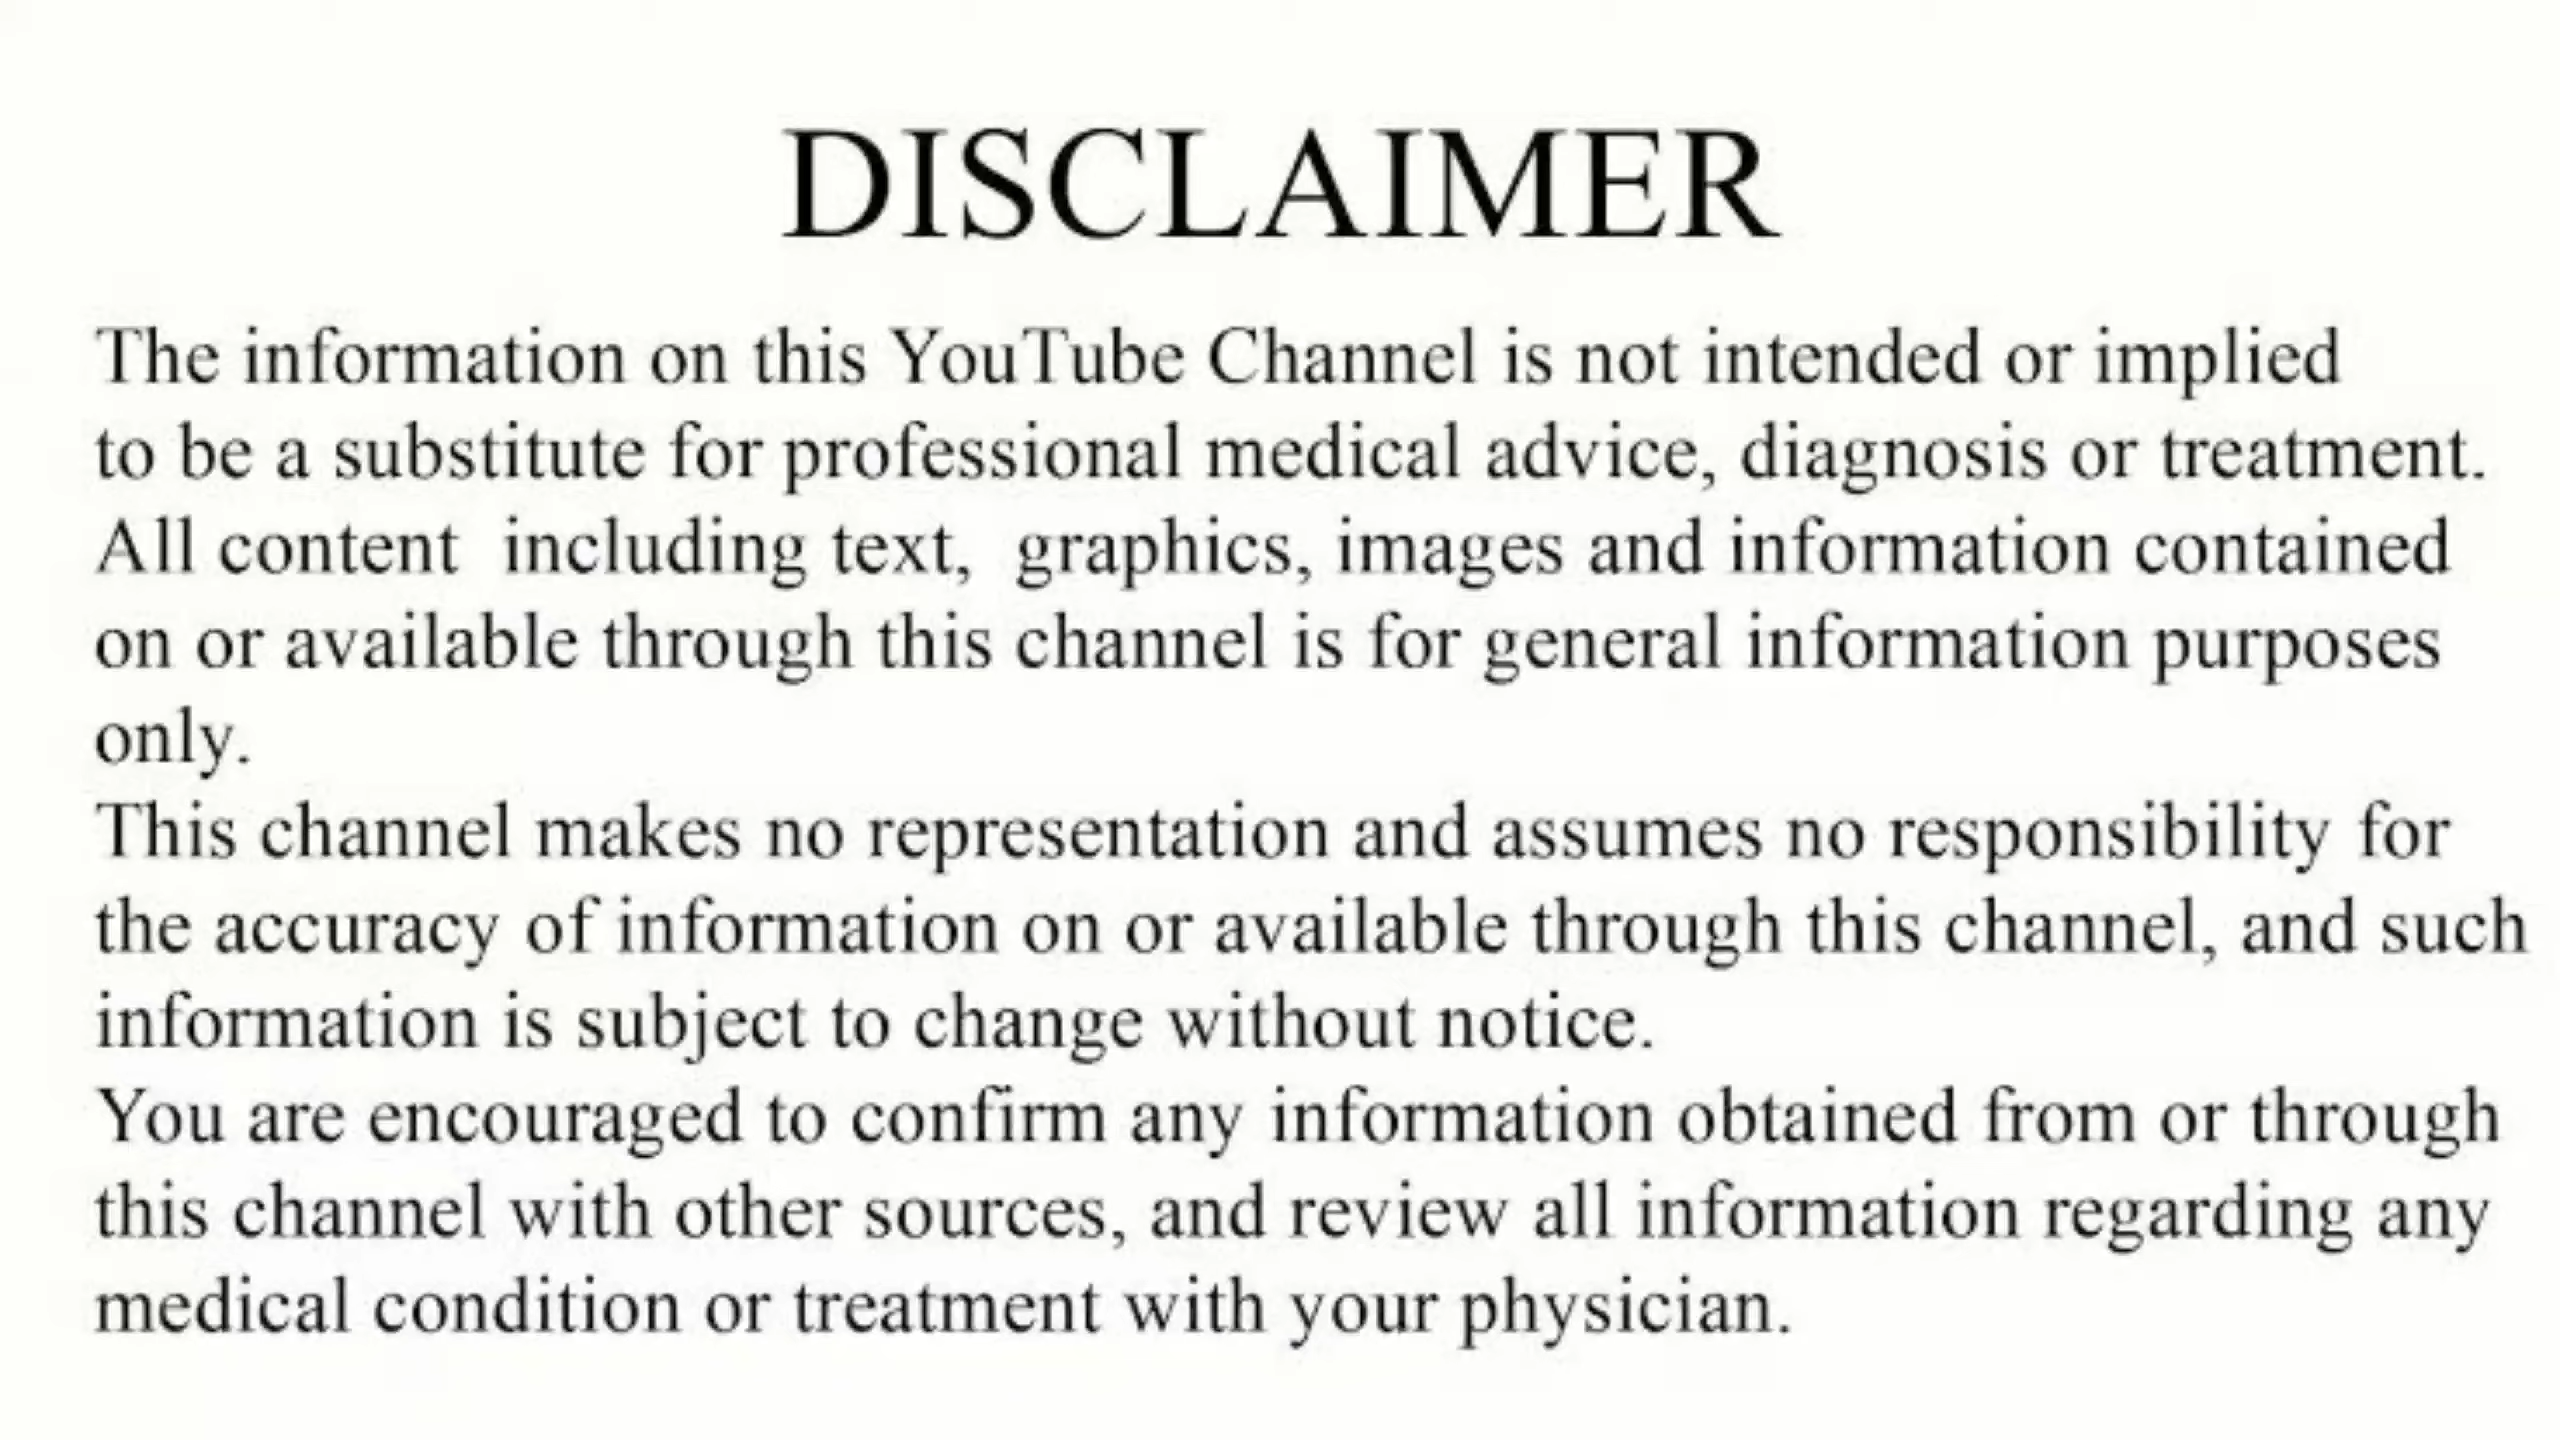 DISCLAIMER
The information on this YouTube Channel is not intended or implied
to be a substitute for professional medical advice, diagnosis or treatment.
All content  including text,  graphics, images and information contained
on or available through this channel is for general information purposes
only.
This channel makes no representation and assumes no responsibility for
the accuracy of information on or available through this channel, and such
information is subject to change without notice.
You are encouraged to confirm any information obtained from or through
this channel with other sources, and review all information regarding any
medical condition or treatment with your physician.